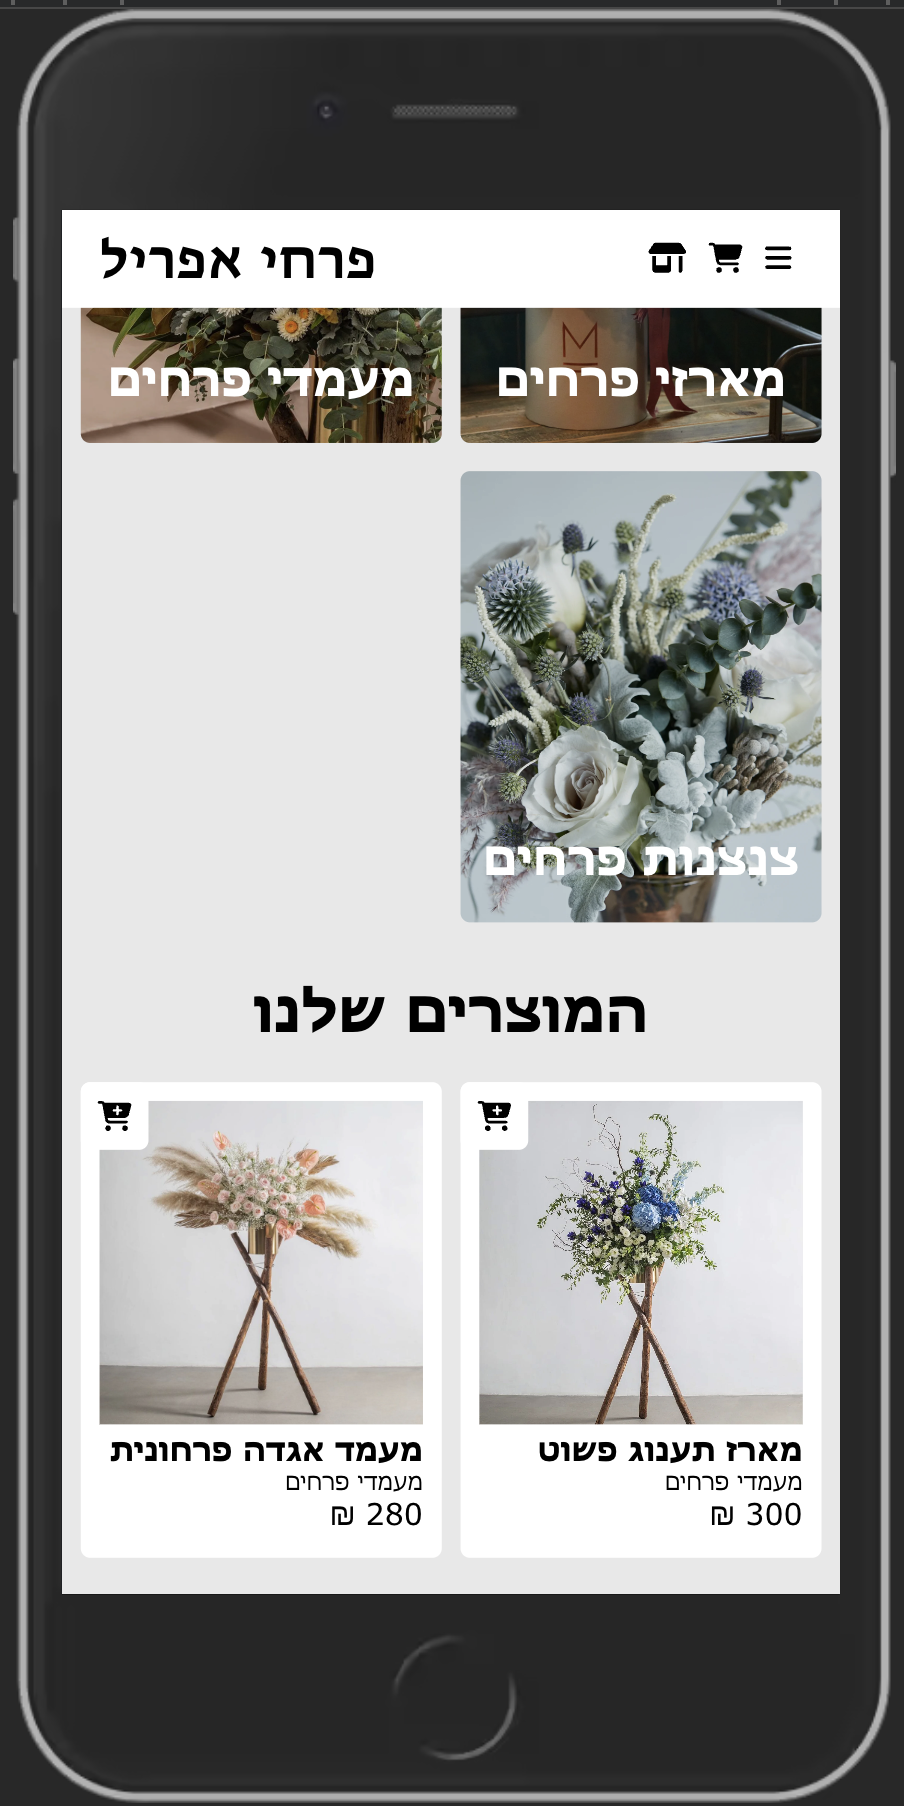 פרחי אפריל
M
מארזי פרחים
מעמדי פרחים
צנצנות פרחים
המוצרים שלנו
מארז תענוג פשוט
מעמדי פרחים
300 ₪
מעמד אגדה פרחונית
מעמדי פרחים
280 ₪